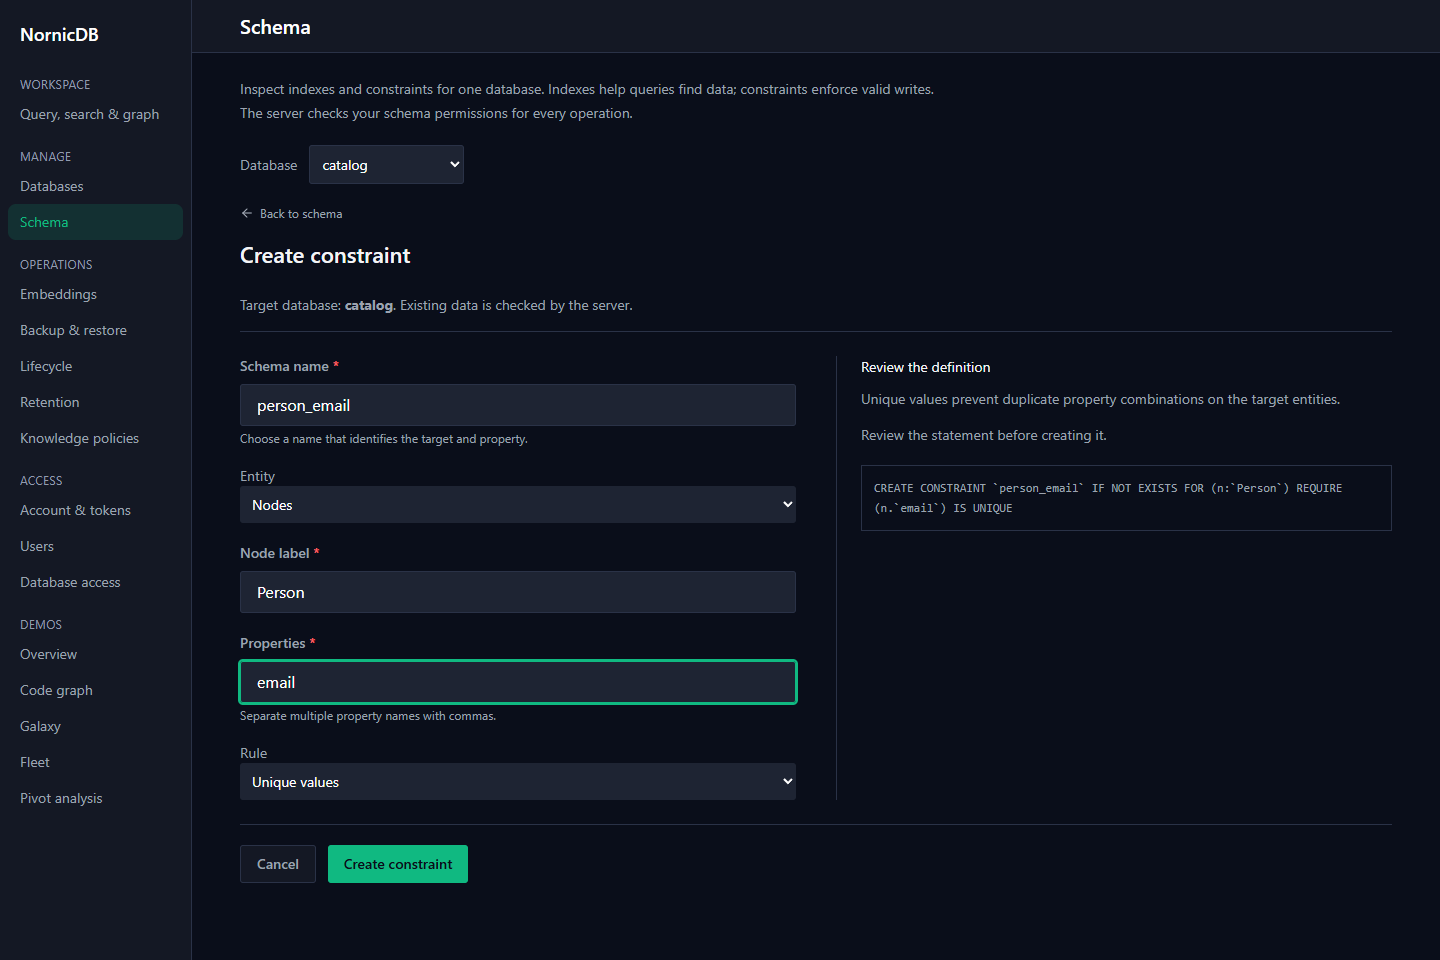 NornicDB
WORKSPACE
Query, search & graph
MANAGE
Databases
Schema
OPERATIONS
Embeddings
Backup & restore
Lifecycle
Retention
Knowledge policies
ACCESS
Account & tokens
Users
Database access
DEMOS
Overview
Code graph
Galaxy
Fleet
Pivot analysis
Schema
Inspect indexes and constraints for one database. Indexes help queries find data; constraints enforce valid writes.
The server checks your schema permissions for every operation.
Database
catalog
← Back to schema
Create constraint
Target database: catalog. Existing data is checked by the server.
Schema name *
person_email
Choose a name that identifies the target and property.
Entity
Nodes
Node label *
Person
Properties *
email
Separate multiple property names with commas.
Rule
Unique values
Review the definition
Unique values prevent duplicate property combinations on the target entities.
Review the statement before creating it.
CREATE CONSTRAINT `person_email` IF NOT EXISTS FOR (n:`Person`) REQUIRE
(n.`email`) IS UNIQUE
Cancel
Create constraint